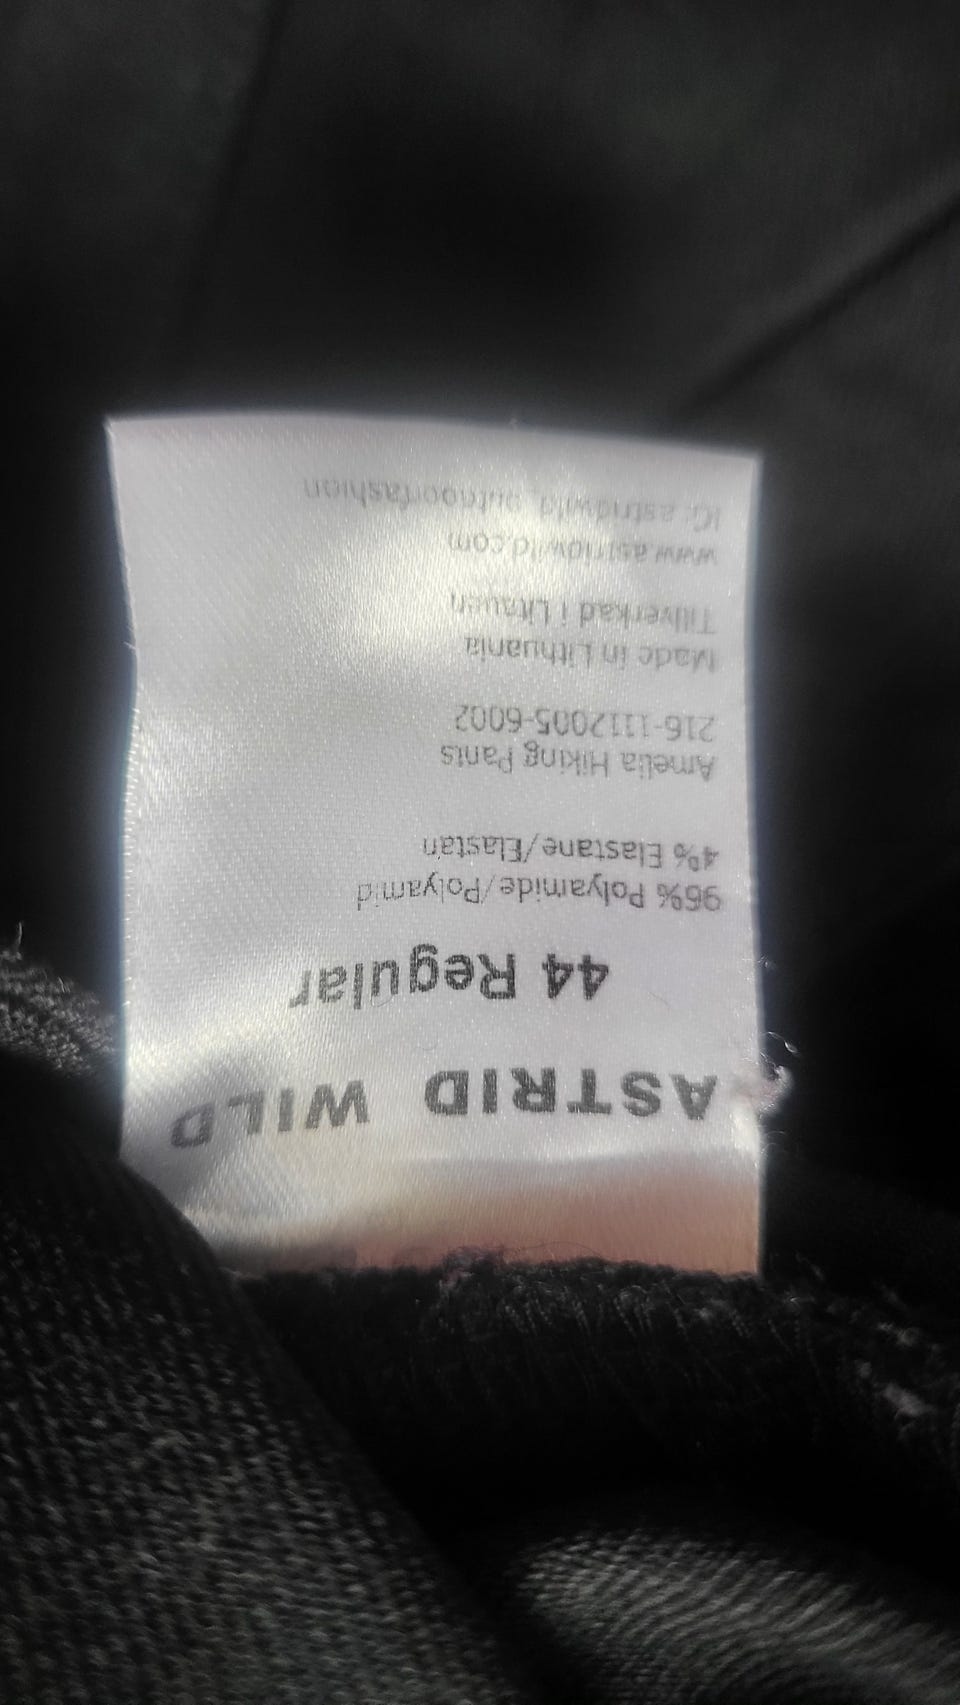 ASTRID WILD
44 Regular
96% Polyamide/Polyamid
4% Elastane/Elastan
Amelia Hiking Pants
216-1112005-6002
Made in Lithuania
Tillverkad i Litauen
www.astridwild.com
IG: astridwild_outdoorfashion